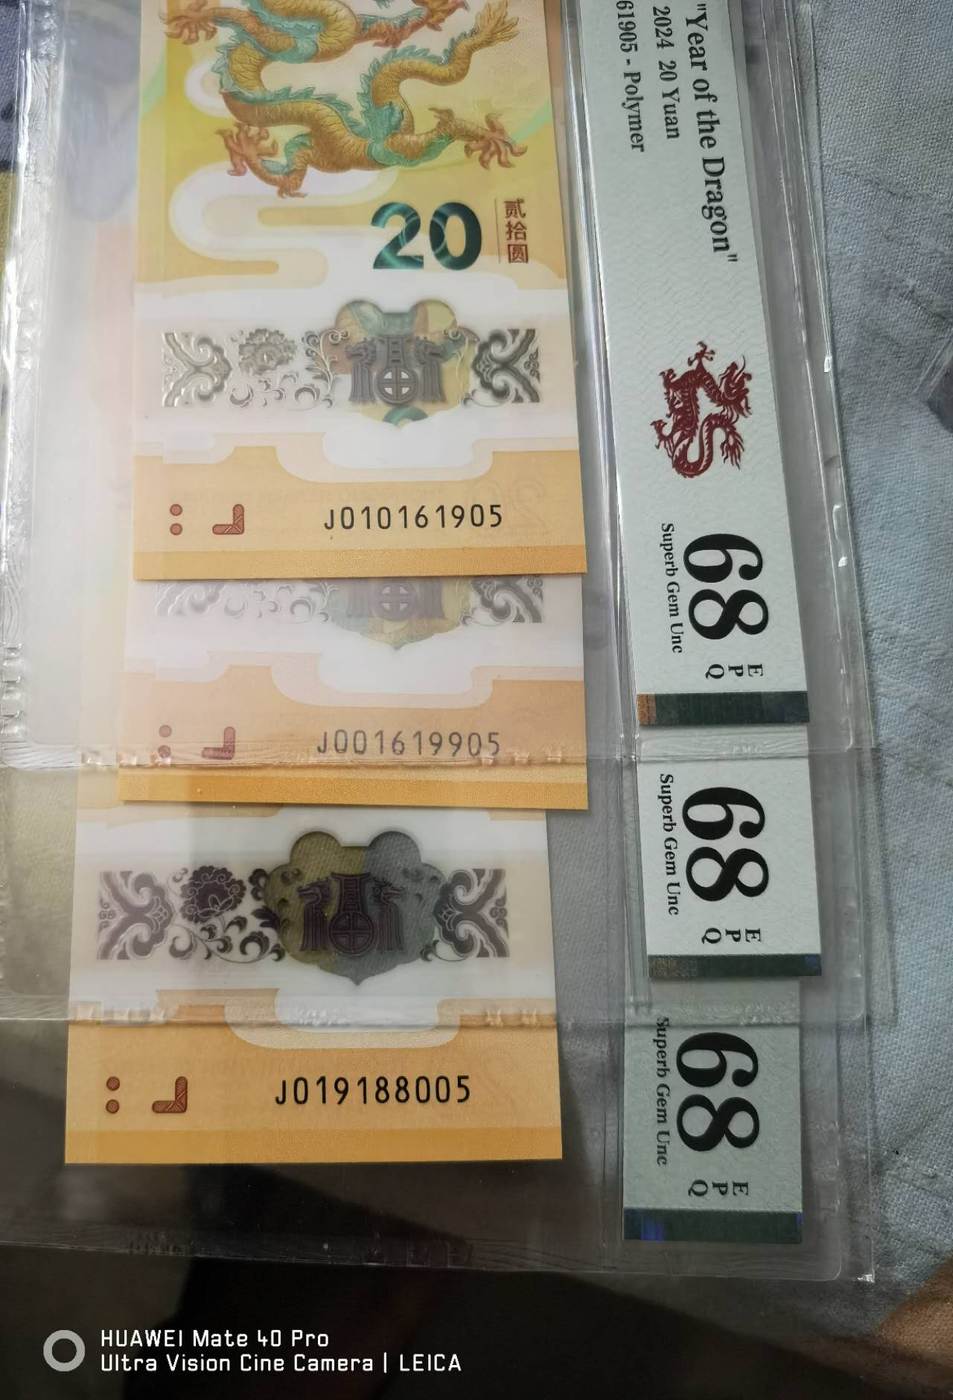 "Year of the Dragon"
2024 20 Yuan
61905 - Polymer
20
贰拾圆
J010161905
68
EPQ
Superb Gem Unc
J001619905
68
EPQ
Superb Gem Unc
J019188005
68
EPQ
Superb Gem Unc
HUAWEI Mate 40 Pro
Ultra Vision Cine Camera | LEICA